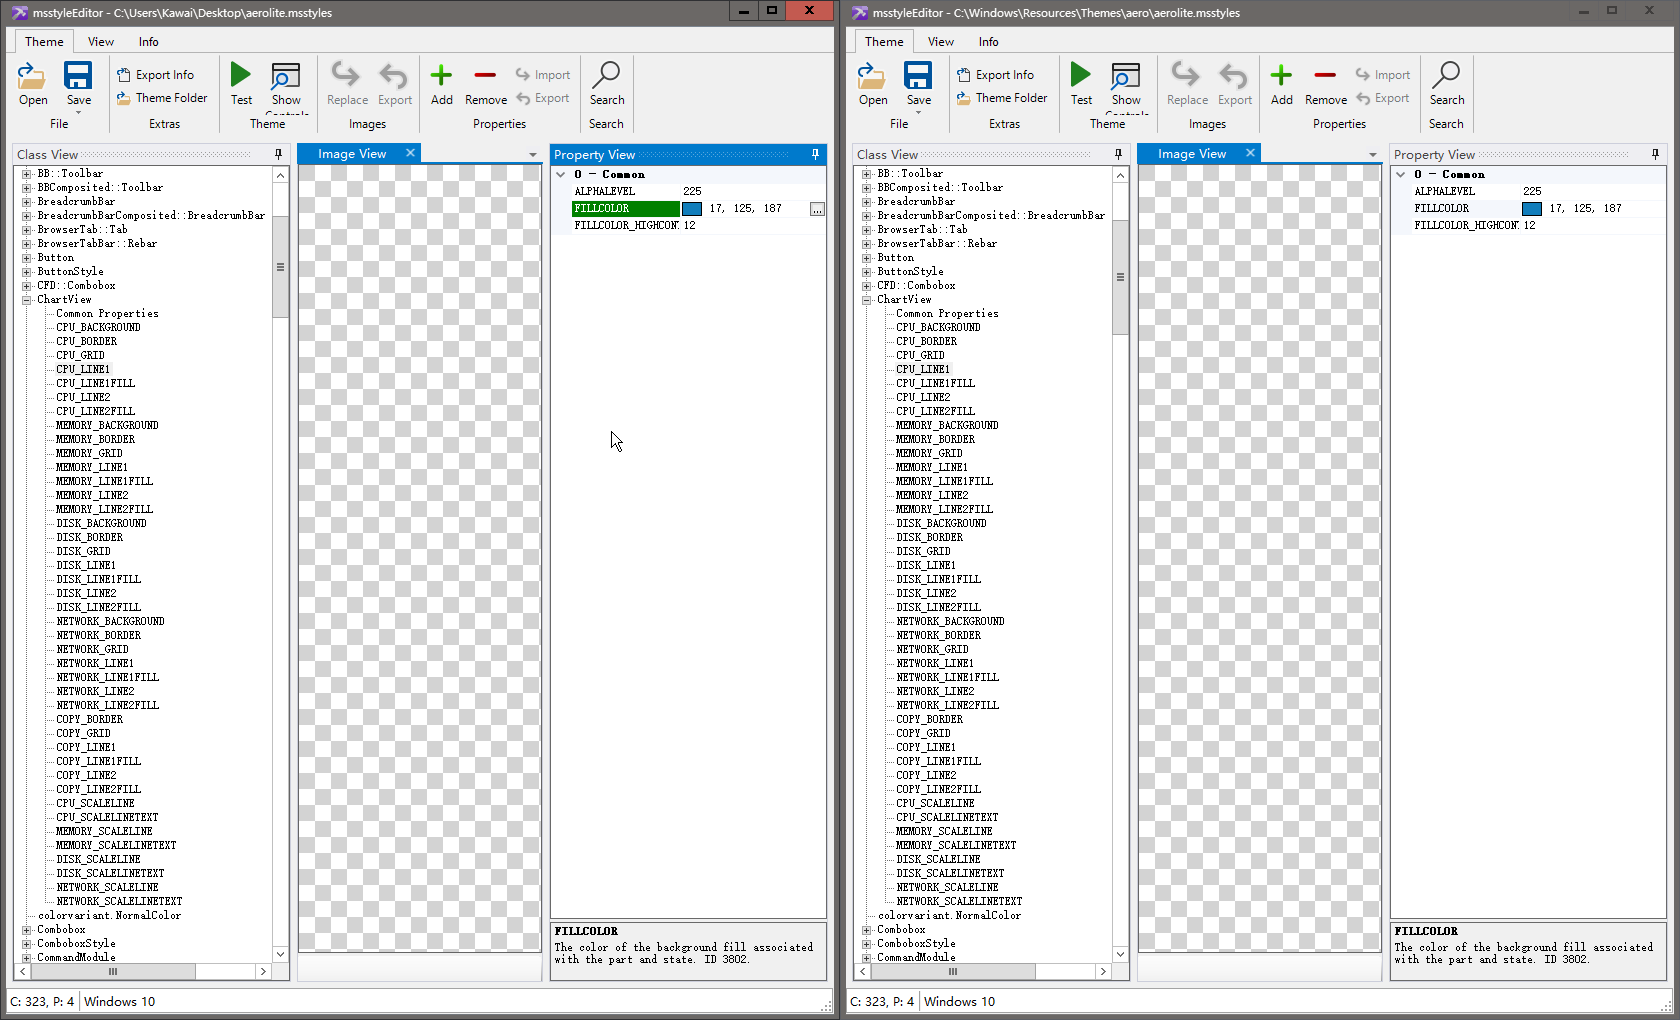 msstyleEditor - C:\Users\Kawai\Desktop\aerolite.msstyles
Theme View Info
Open
Save
File
Export Info
Theme Folder
Extras
Test
Show
Theme
Replace
Export
Images
Add
Remove
Import
Export
Properties
Search
Search
Class View
BB::Toolbar
BBComposited::Toolbar
BreadcrumbBar
BreadcrumbBarComposited::BreadcrumbBar
BrowserTab::Tab
BrowserTabBar::Rebar
Button
ButtonStyle
CFD::Combobox
ChartView
Common Properties
CPU_BACKGROUND
CPU_BORDER
CPU_GRID
CPU_LINE1
CPU_LINE1FILL
CPU_LINE2
CPU_LINE2FILL
MEMORY_BACKGROUND
MEMORY_BORDER
MEMORY_GRID
MEMORY_LINE1
MEMORY_LINE1FILL
MEMORY_LINE2
MEMORY_LINE2FILL
DISK_BACKGROUND
DISK_BORDER
DISK_GRID
DISK_LINE1
DISK_LINE1FILL
DISK_LINE2
DISK_LINE2FILL
NETWORK_BACKGROUND
NETWORK_BORDER
NETWORK_GRID
NETWORK_LINE1
NETWORK_LINE1FILL
NETWORK_LINE2
NETWORK_LINE2FILL
COPY_BORDER
COPY_GRID
COPY_LINE1
COPY_LINE1FILL
COPY_LINE2
COPY_LINE2FILL
CPU_SCALELINE
CPU_SCALELINETEXT
MEMORY_SCALELINE
MEMORY_SCALELINETEXT
DISK_SCALELINE
DISK_SCALELINETEXT
NETWORK_SCALELINE
NETWORK_SCALELINETEXT
colorvariant.NormalColor
Combobox
ComboboxStyle
CommandModule
Image View
Property View
0 - Common
ALPHALEVEL 225
FILLCOLOR 17, 125, 187 ...
FILLCOLOR_HIGHCON 12
FILLCOLOR
The color of the background fill associated
with the part and state. ID 3802.
C: 323, P: 4 Windows 10
msstyleEditor - C:\Windows\Resources\Themes\aero\aerolite.msstyles
Theme View Info
Open
Save
File
Export Info
Theme Folder
Extras
Test
Show
Theme
Replace
Export
Images
Add
Remove
Import
Export
Properties
Search
Search
Class View
BB::Toolbar
BBComposited::Toolbar
BreadcrumbBar
BreadcrumbBarComposited::BreadcrumbBar
BrowserTab::Tab
BrowserTabBar::Rebar
Button
ButtonStyle
CFD::Combobox
ChartView
Common Properties
CPU_BACKGROUND
CPU_BORDER
CPU_GRID
CPU_LINE1
CPU_LINE1FILL
CPU_LINE2
CPU_LINE2FILL
MEMORY_BACKGROUND
MEMORY_BORDER
MEMORY_GRID
MEMORY_LINE1
MEMORY_LINE1FILL
MEMORY_LINE2
MEMORY_LINE2FILL
DISK_BACKGROUND
DISK_BORDER
DISK_GRID
DISK_LINE1
DISK_LINE1FILL
DISK_LINE2
DISK_LINE2FILL
NETWORK_BACKGROUND
NETWORK_BORDER
NETWORK_GRID
NETWORK_LINE1
NETWORK_LINE1FILL
NETWORK_LINE2
NETWORK_LINE2FILL
COPY_BORDER
COPY_GRID
COPY_LINE1
COPY_LINE1FILL
COPY_LINE2
COPY_LINE2FILL
CPU_SCALELINE
CPU_SCALELINETEXT
MEMORY_SCALELINE
MEMORY_SCALELINETEXT
DISK_SCALELINE
DISK_SCALELINETEXT
NETWORK_SCALELINE
NETWORK_SCALELINETEXT
colorvariant.NormalColor
Combobox
ComboboxStyle
CommandModule
Image View
Property View
0 - Common
ALPHALEVEL 225
FILLCOLOR 17, 125, 187
FILLCOLOR_HIGHCON 12
FILLCOLOR
The color of the background fill associated
with the part and state. ID 3802.
C: 323, P: 4 Windows 10